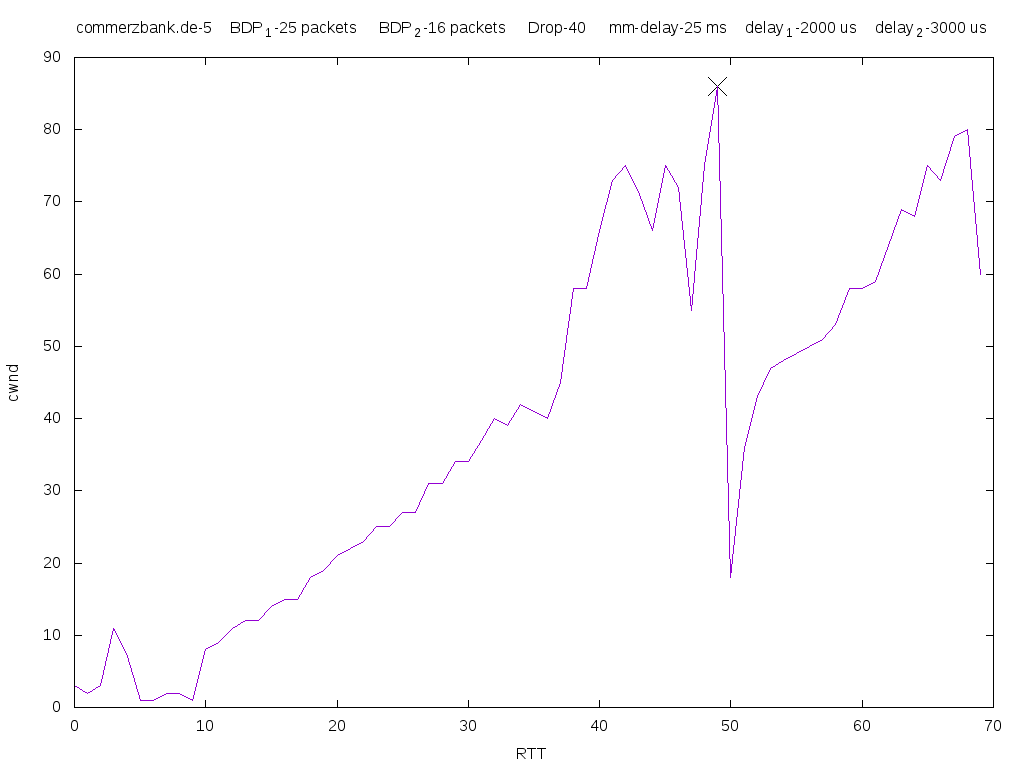 commerzbank.de-5 BDP1-25 packets BDP2-16 packets Drop-40 mm-delay-25 ms delay1-2000 us delay2-3000 us
90
80
70
60
50
40
30
20
10
0
cwnd
0 10 20 30 40 50 60 70
RTT